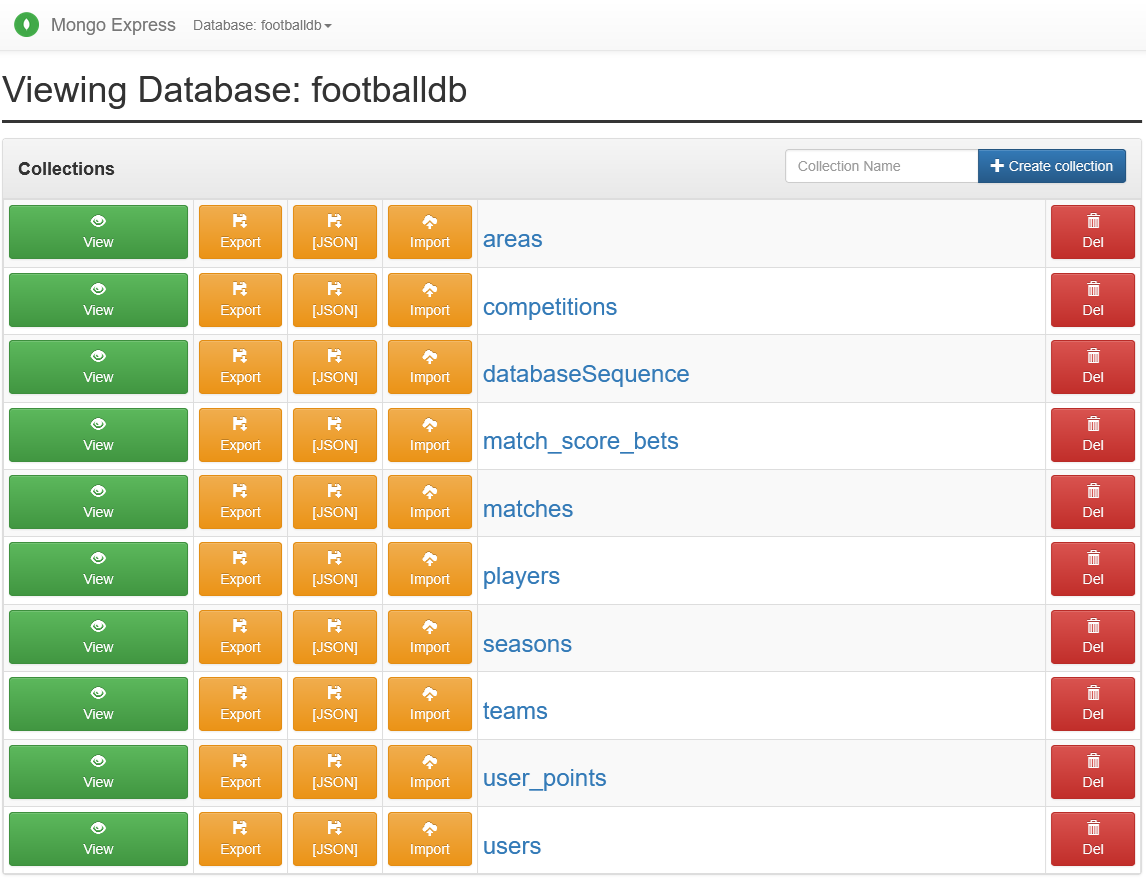 Mongo Express Database: footballdb
Viewing Database: footballdb
Collections Collection Name Create collection
View Export [JSON] Import areas Del
View Export [JSON] Import competitions Del
View Export [JSON] Import databaseSequence Del
View Export [JSON] Import match_score_bets Del
View Export [JSON] Import matches Del
View Export [JSON] Import players Del
View Export [JSON] Import seasons Del
View Export [JSON] Import teams Del
View Export [JSON] Import user_points Del
View Export [JSON] Import users Del